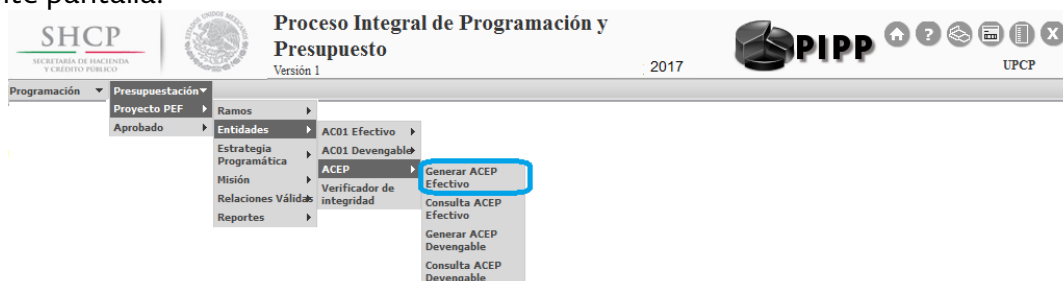 nte pantalla.
SHCP
SECRETARÍA DE HACIENDA
Y CRÉDITO PÚBLICO
Proceso Integral de Programación y
Presupuesto
Versión 1
2017
PIPP
UPCP
Programación
Presupuestación
Proyecto PEF
Aprobado
Ramos
Entidades
Estrategia
Programática
Misión
Relaciones Válidas
Reportes
AC01 Efectivo
AC01 Devengable
ACEP
Verificador de
integridad
Generar ACEP
Efectivo
Consulta ACEP
Efectivo
Generar ACEP
Devengable
Consulta ACEP
Devengable